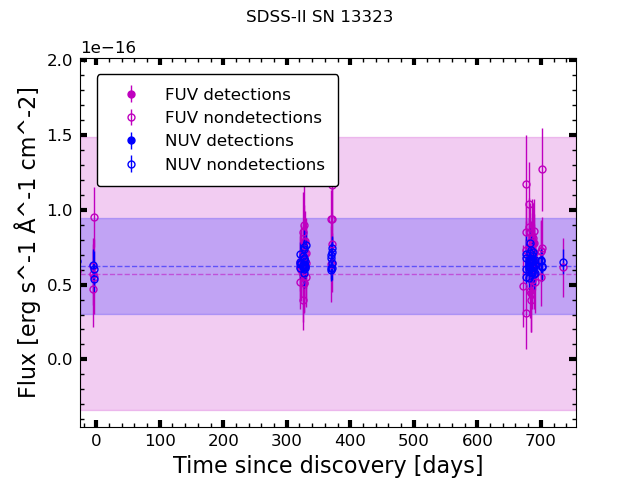 SDSS-II SN 13323
1e−16
2.0
1.5
1.0
0.5
0.0
FUV detections
FUV nondetections
NUV detections
NUV nondetections
Flux [erg s^-1 Å^-1 cm^-2]
0 100 200 300 400 500 600 700
Time since discovery [days]